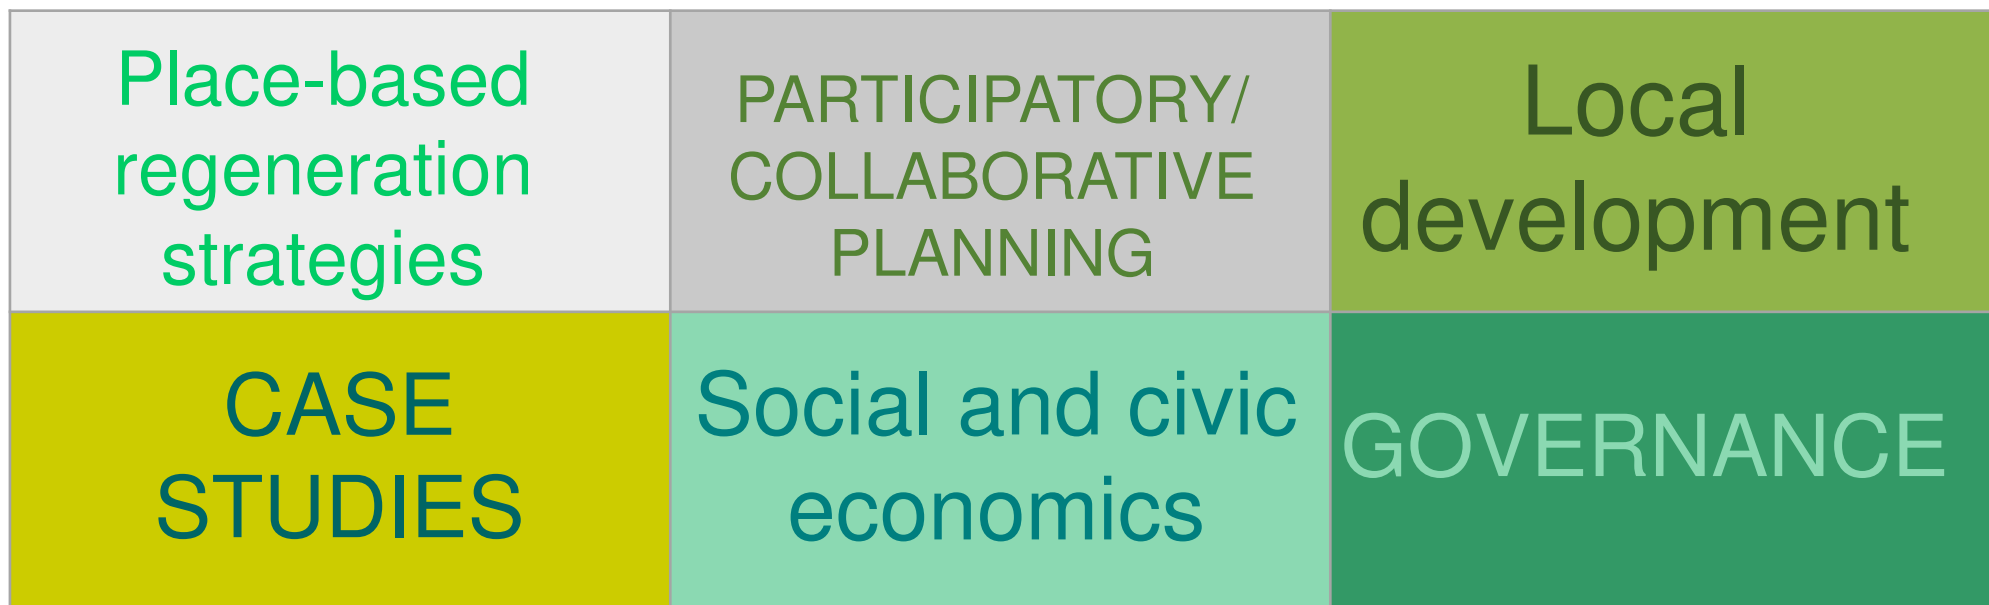 Place-based
regeneration
strategies
PARTICIPATORY/
COLLABORATIVE
PLANNING
Local
development
CASE
STUDIES
Social and civic
economics
GOVERNANCE